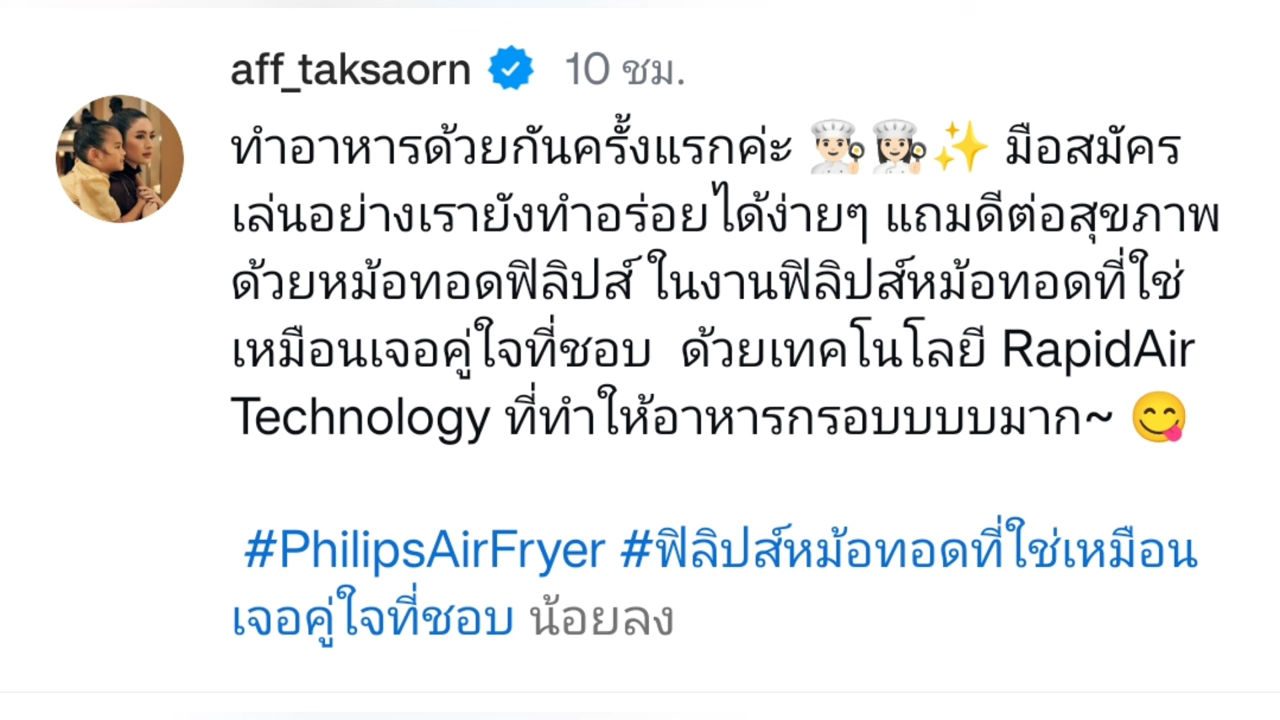 aff_taksaorn 10 ชม.
ทำอาหารด้วยกันครั้งแรกค่ะ 👨🏻‍🍳👩🏻‍🍳✨ มือสมัคร
เล่นอย่างเรายังทำอร่อยได้ง่ายๆ แถมดีต่อสุขภาพ
ด้วยหม้อทอดฟิลิปส์ ในงานฟิลิปส์หม้อทอดที่ใช่
เหมือนเจอคู่ใจที่ชอบ ด้วยเทคโนโลยี RapidAir
Technology ที่ทำให้อาหารกรอบบบบมาก~ 😋
#PhilipsAirFryer #ฟิลิปส์หม้อทอดที่ใช่เหมือน
เจอคู่ใจที่ชอบ น้อยลง